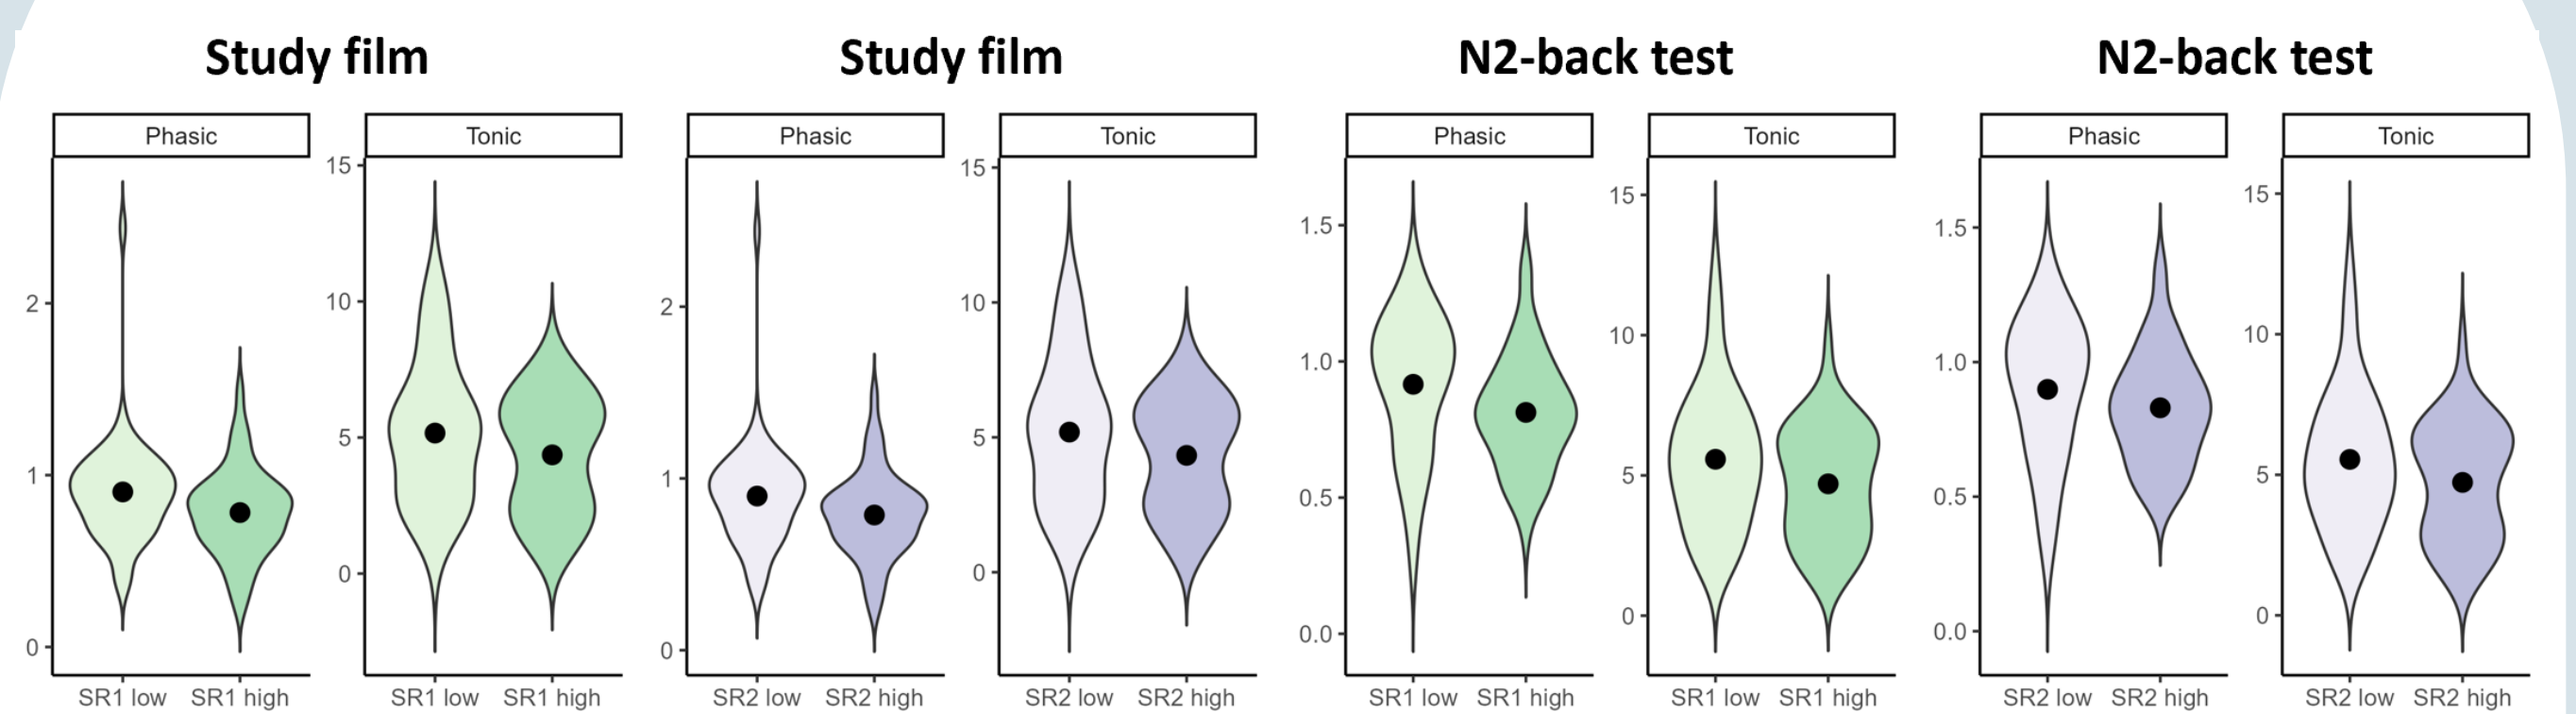 Study film
Phasic
Tonic
2
1
0
15
10
5
0
SR1 low SR1 high
SR1 low SR1 high
Study film
Phasic
Tonic
2
1
0
15
10
5
0
SR2 low SR2 high
SR2 low SR2 high
N2-back test
Phasic
Tonic
1.5
1.0
0.5
0.0
15
10
5
0
SR1 low SR1 high
SR1 low SR1 high
N2-back test
Phasic
Tonic
1.5
1.0
0.5
0.0
15
10
5
0
SR2 low SR2 high
SR2 low SR2 high